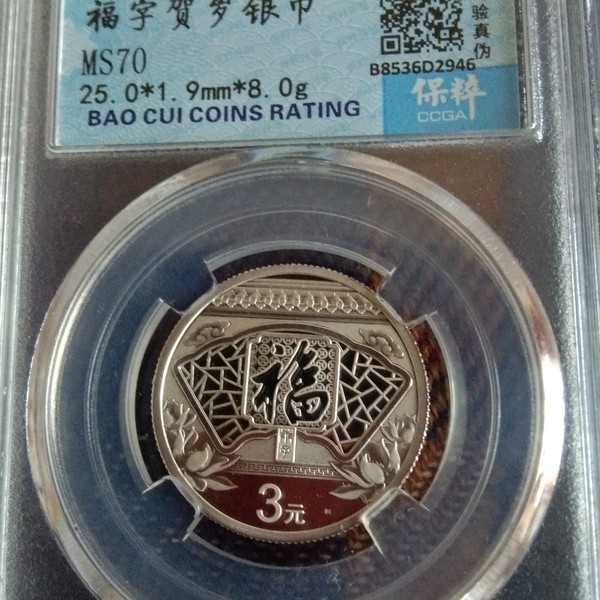 福字贺岁银币
MS70
25.0*1.9mm*8.0g
BAO CUI COINS RATING
验真伪
B8536D2946
保粹
CCGA
福
3元